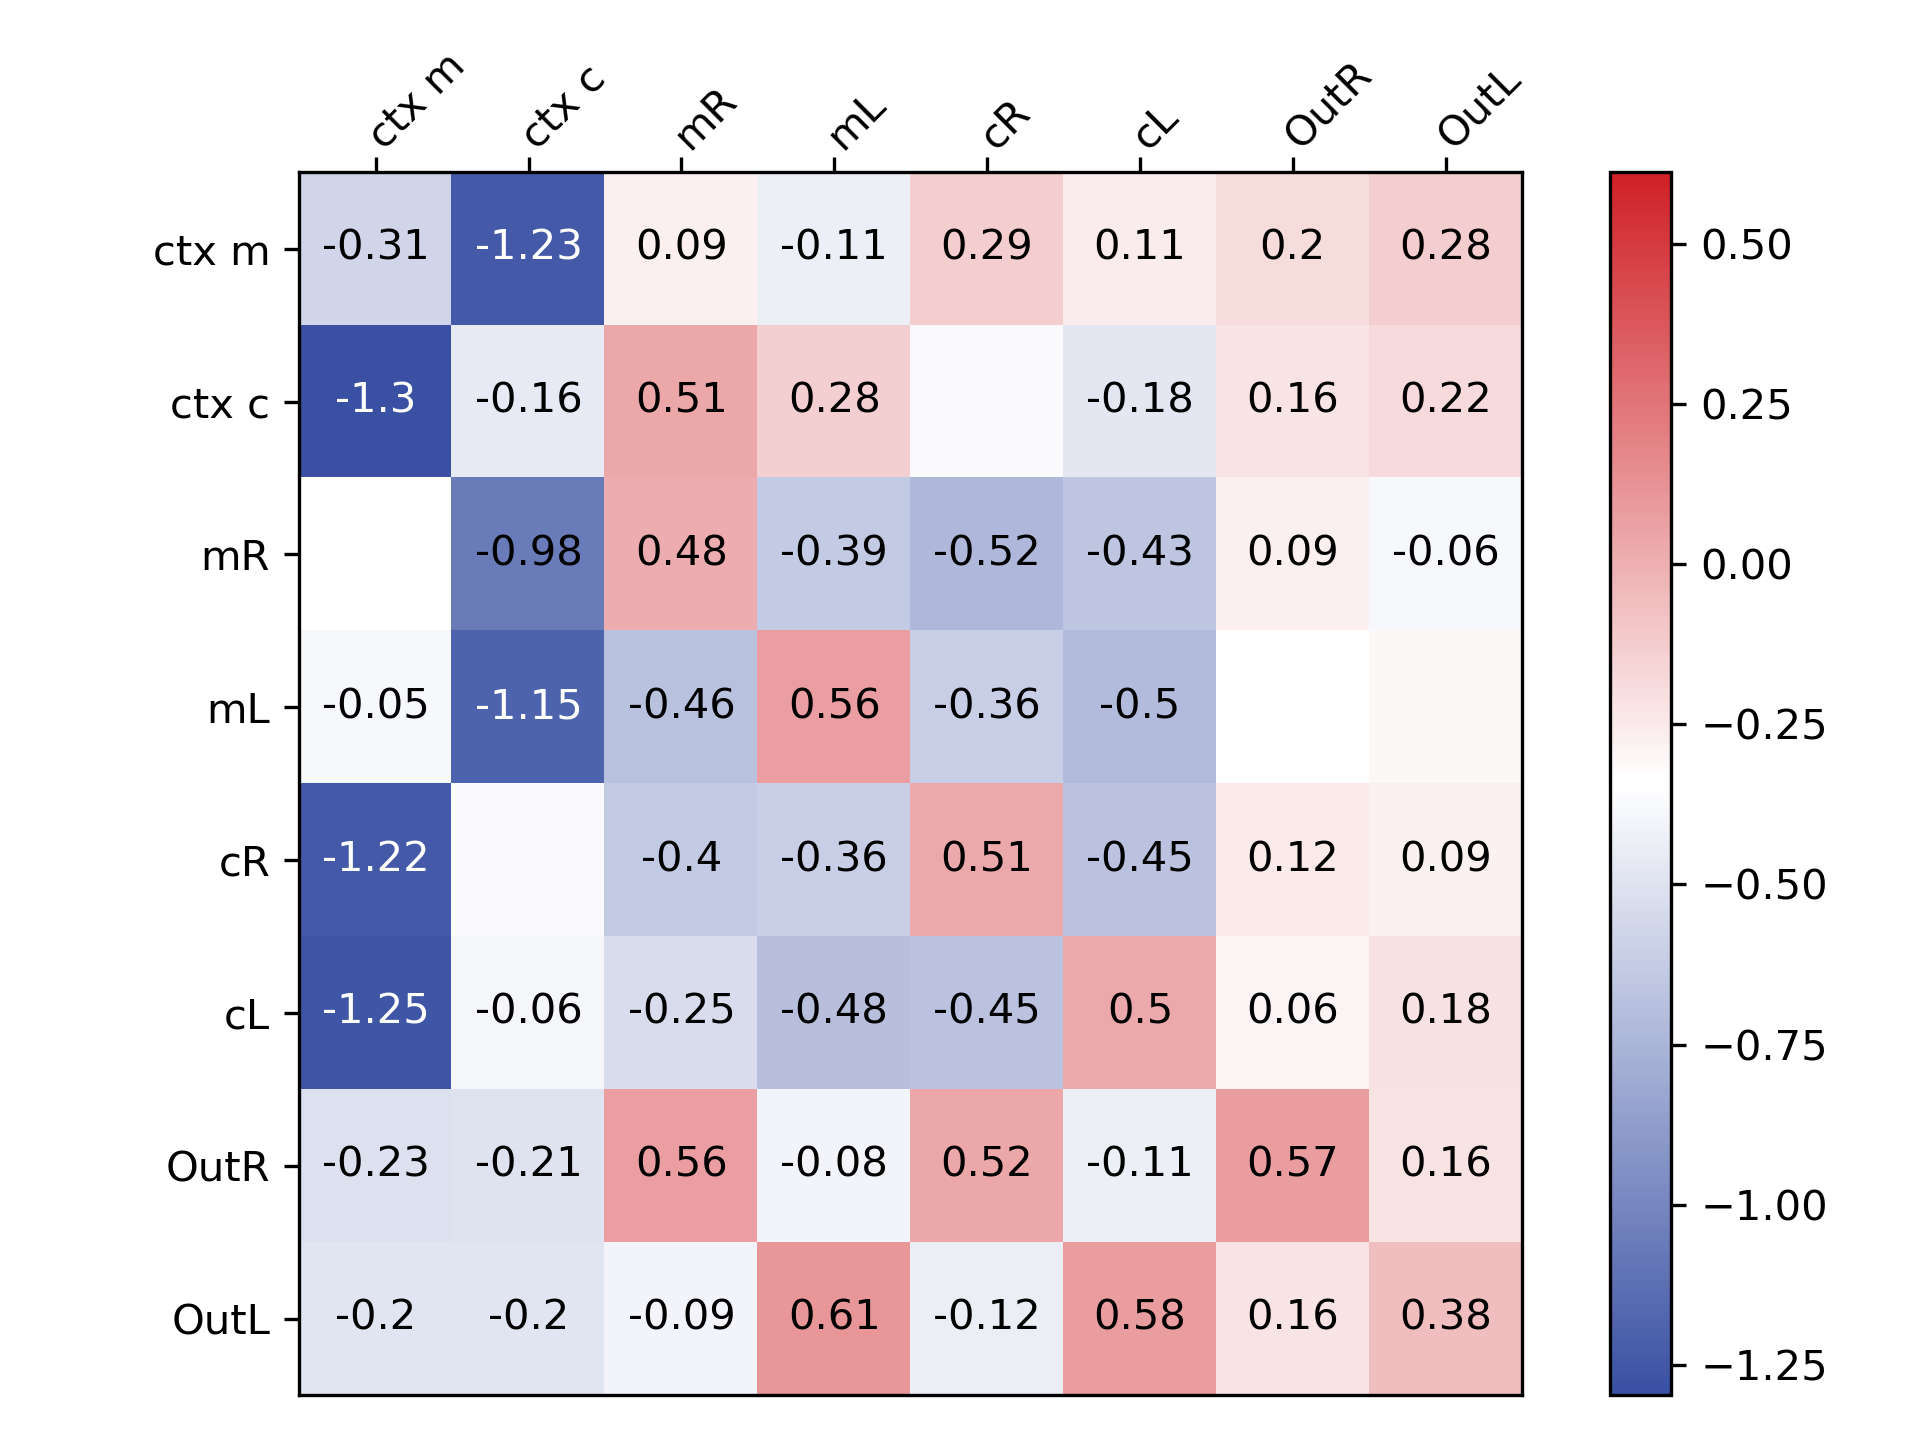 ctx m ctx c mR mL cR cL OutR OutL
ctx m -0.31 -1.23 0.09 -0.11 0.29 0.11 0.2 0.28
ctx c -1.3 -0.16 0.51 0.28 -0.18 0.16 0.22
mR -0.98 0.48 -0.39 -0.52 -0.43 0.09 -0.06
mL -0.05 -1.15 -0.46 0.56 -0.36 -0.5
cR -1.22 -0.4 -0.36 0.51 -0.45 0.12 0.09
cL -1.25 -0.06 -0.25 -0.48 -0.45 0.5 0.06 0.18
OutR -0.23 -0.21 0.56 -0.08 0.52 -0.11 0.57 0.16
OutL -0.2 -0.2 -0.09 0.61 -0.12 0.58 0.16 0.38
0.50
0.25
0.00
−0.25
−0.50
−0.75
−1.00
−1.25